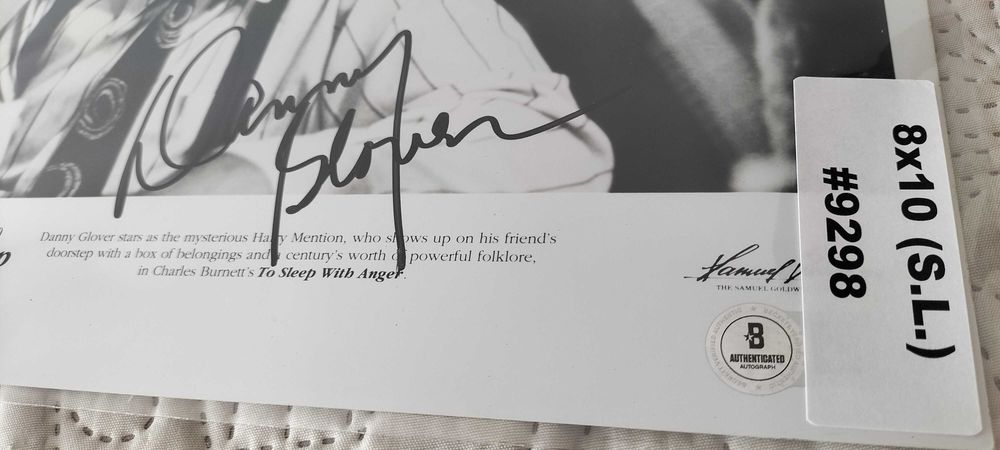 Danny
Glover
Danny Glover stars as the mysterious Harry Mention, who shows up on his friend's
doorstep with a box of belongings and a century's worth of powerful folklore,
in Charles Burnett's To Sleep With Anger.
Samuel
THE SAMUEL GOLDW
B
AUTHENTICATED
AUTOGRAPH
8x10 (S.L.)
#9298